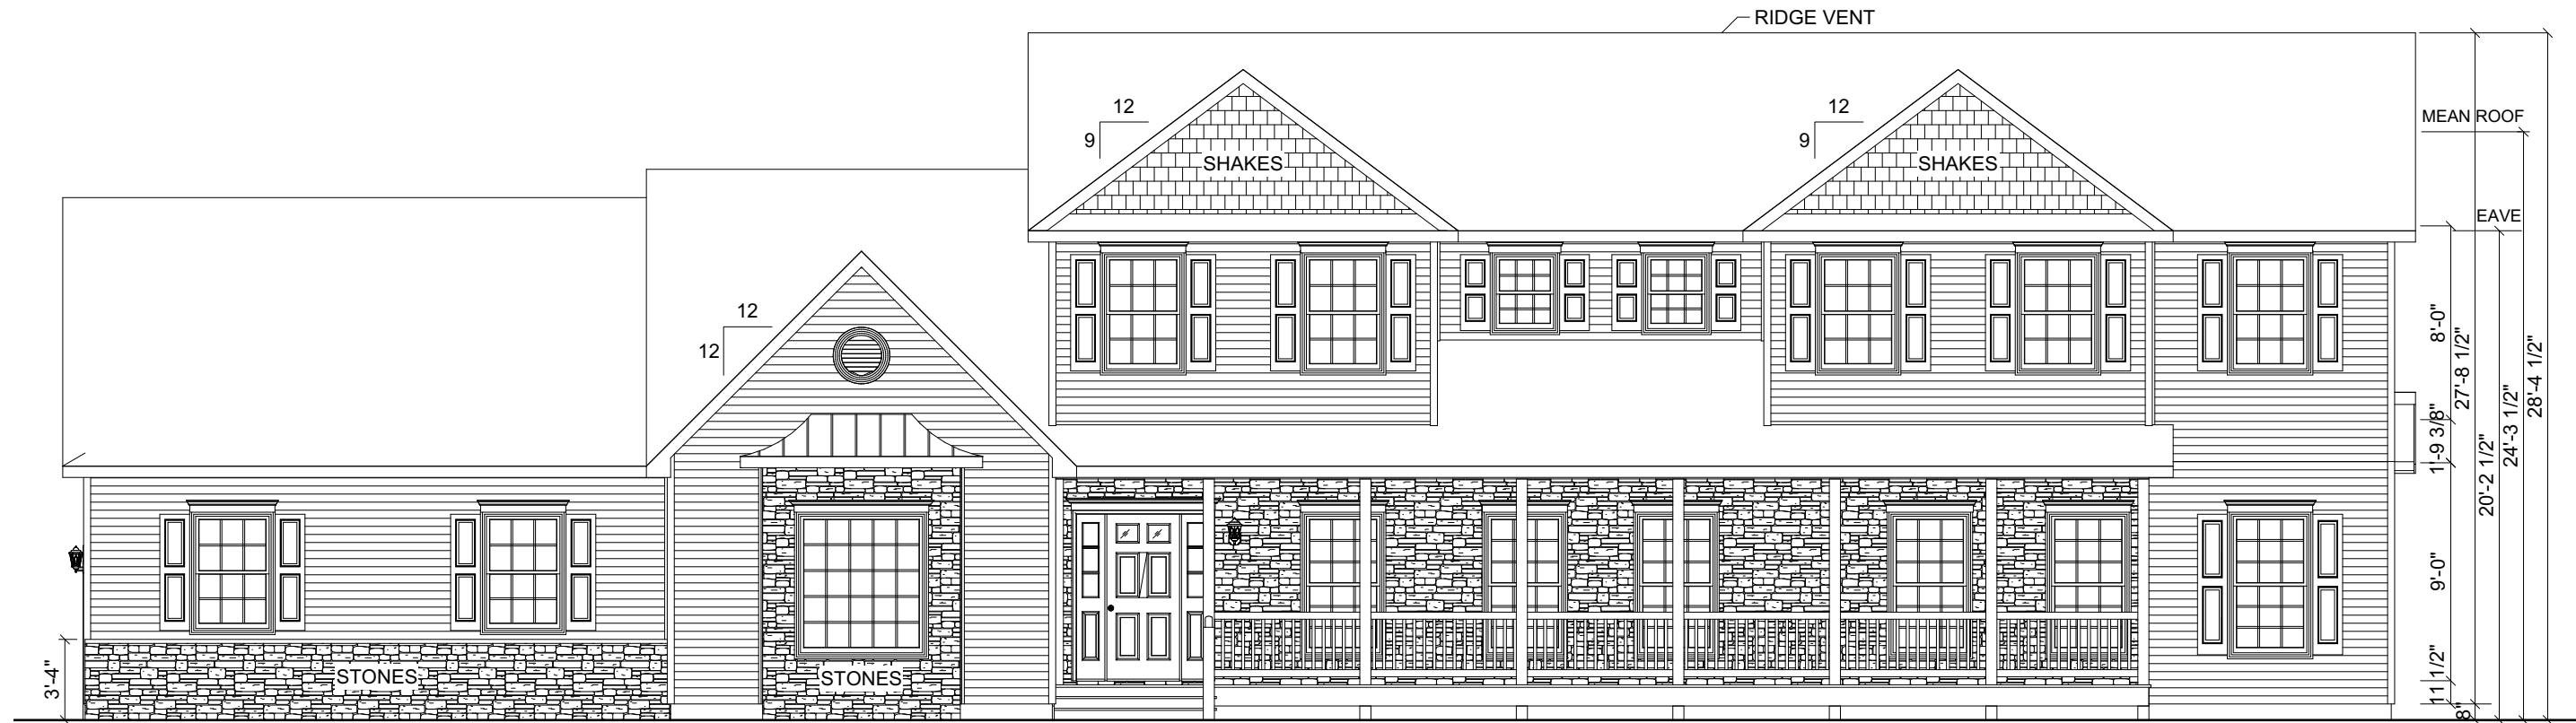 RIDGE VENT
12
9
SHAKES
12
9
SHAKES
MEAN ROOF
EAVE
12
12
8'-0"
27'-8 1/2"
28'-4 1/2"
1'-9 3/8"
24'-3 1/2"
20'-2 1/2"
9'-0"
3'-4"
STONES
STONES
11 1/2"
8"